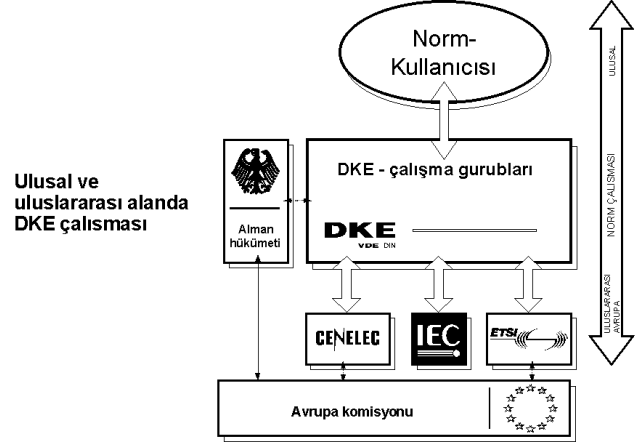 Norm-
Kullanıcısı
ULUSAL
DKE - çalışma gurubları
Ulusal ve
uluslararası alanda
DKE çalısması
Alman
hükümeti
DKE
VDE DIN
NORM ÇALISMASI
ULUSLARARASI
AVRUPA
CENELEC
IEC
ETSI
Avrupa komisyonu